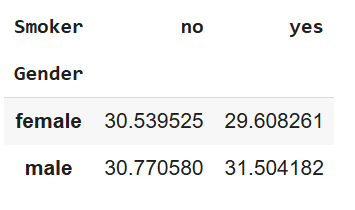 Smoker no yes
Gender
female 30.539525 29.608261
male 30.770580 31.504182